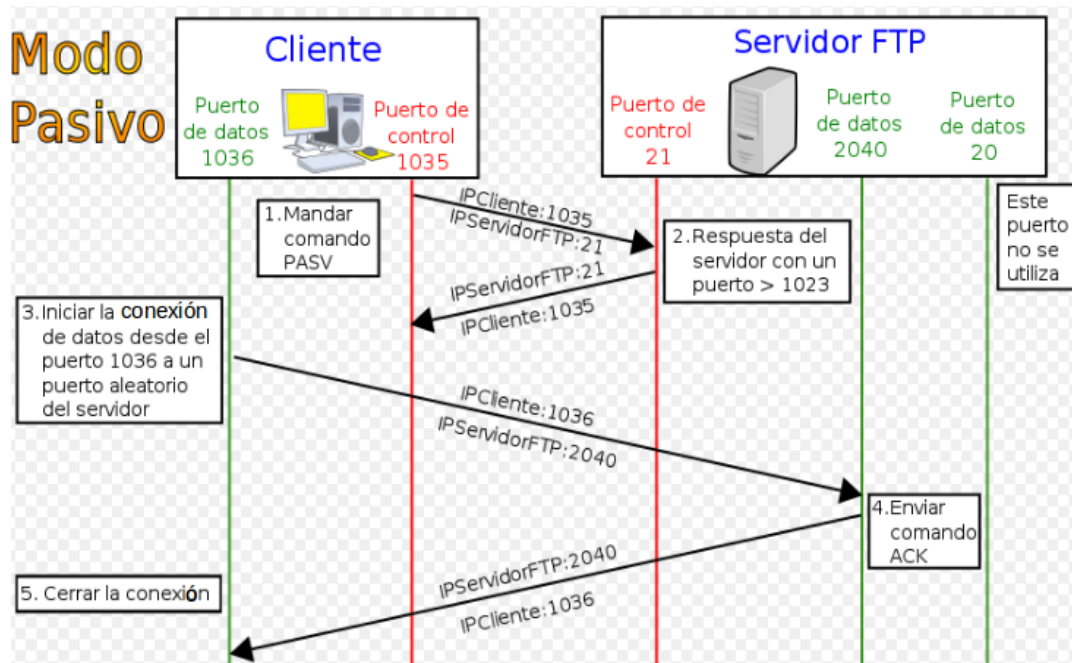 Modo
Pasivo
Cliente
Puerto
de datos
1036
Puerto de
control
1035
Servidor FTP
Puerto de
control
21
Puerto
de datos
2040
Puerto
de datos
20
1.Mandar
comando
PASV
IPCliente:1035
IPServidorFTP:21
2.Respuesta del
servidor con un
puerto > 1023
Este
puerto
no se
utiliza
IPServidorFTP:21
IPCliente:1035
3.Iniciar la conexión
de datos desde el
puerto 1036 a un
puerto aleatorio
del servidor
IPCliente:1036
IPServidorFTP:2040
4.Enviar
comando
ACK
IPServidorFTP:2040
IPCliente:1036
5. Cerrar la conexión